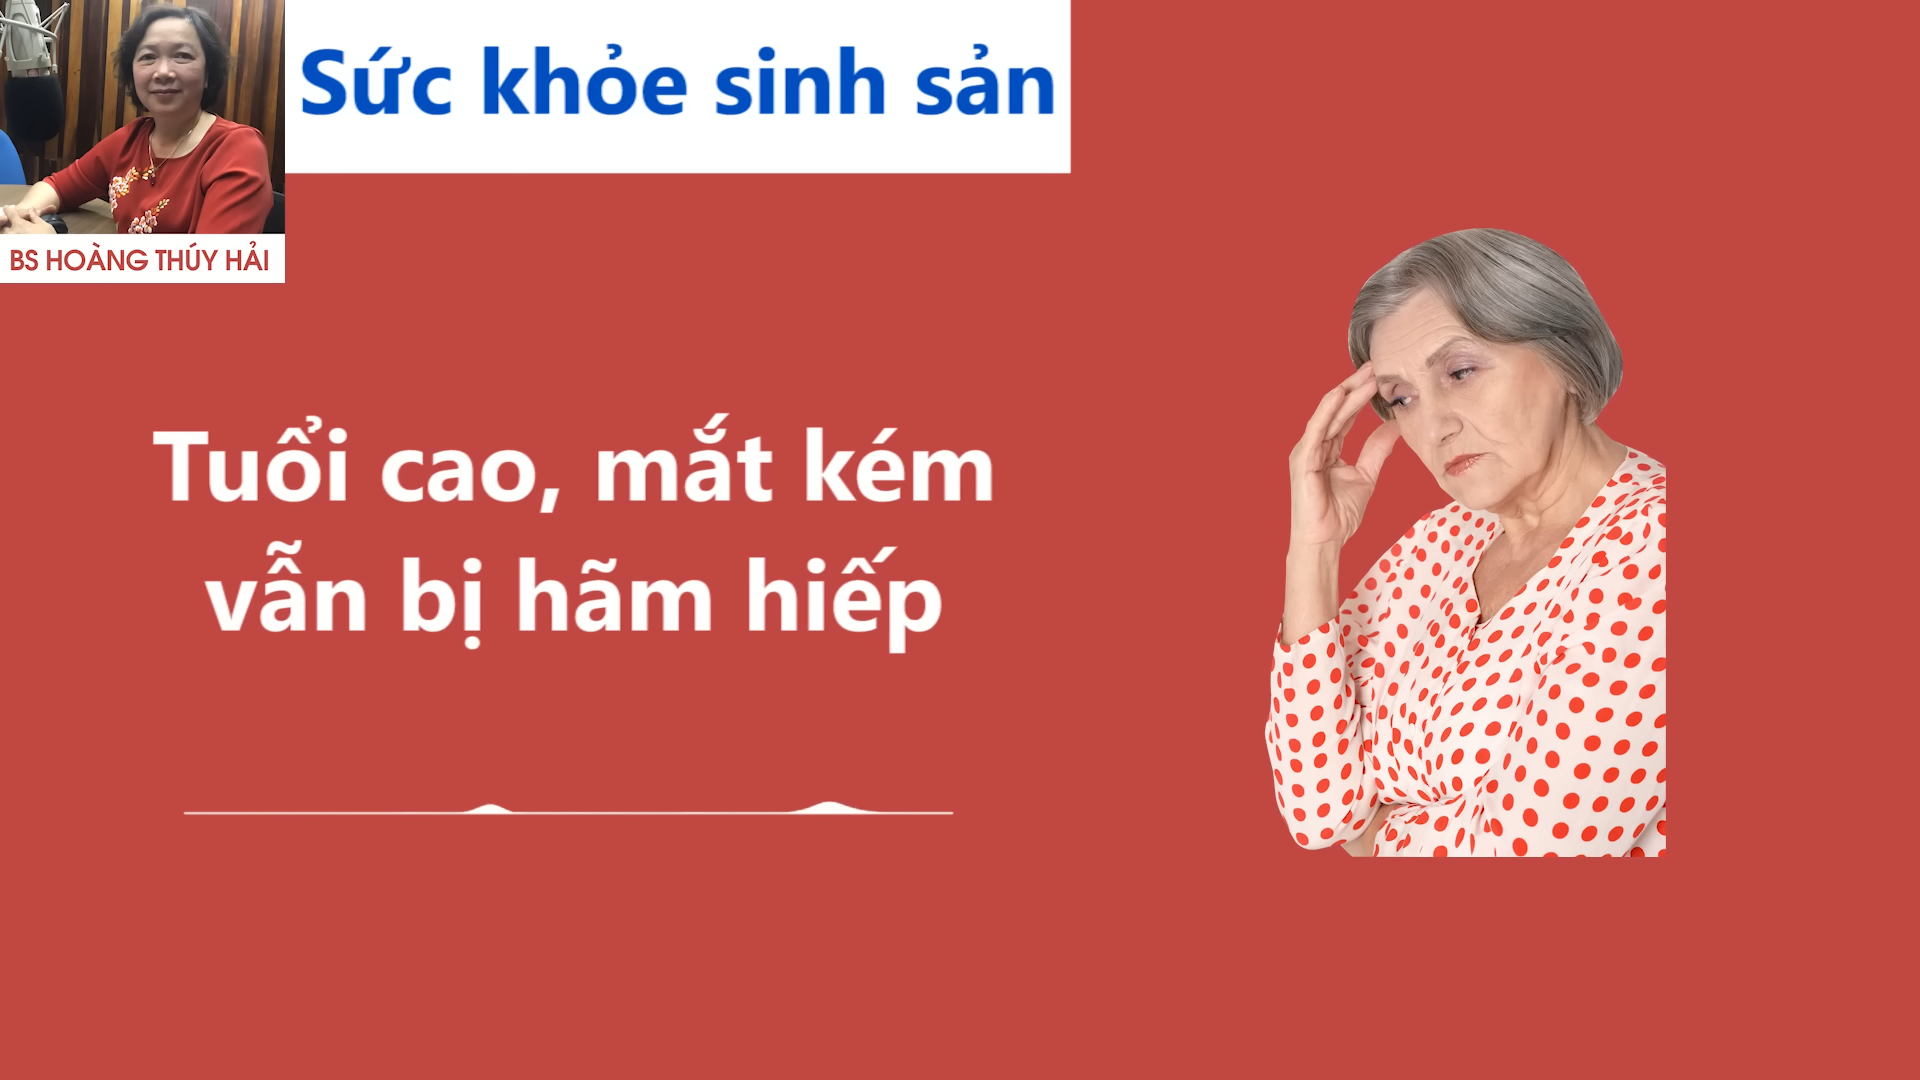 Sức khỏe sinh sản
BS HOÀNG THÚY HẢI
Tuổi cao, mắt kém
vẫn bị hãm hiếp